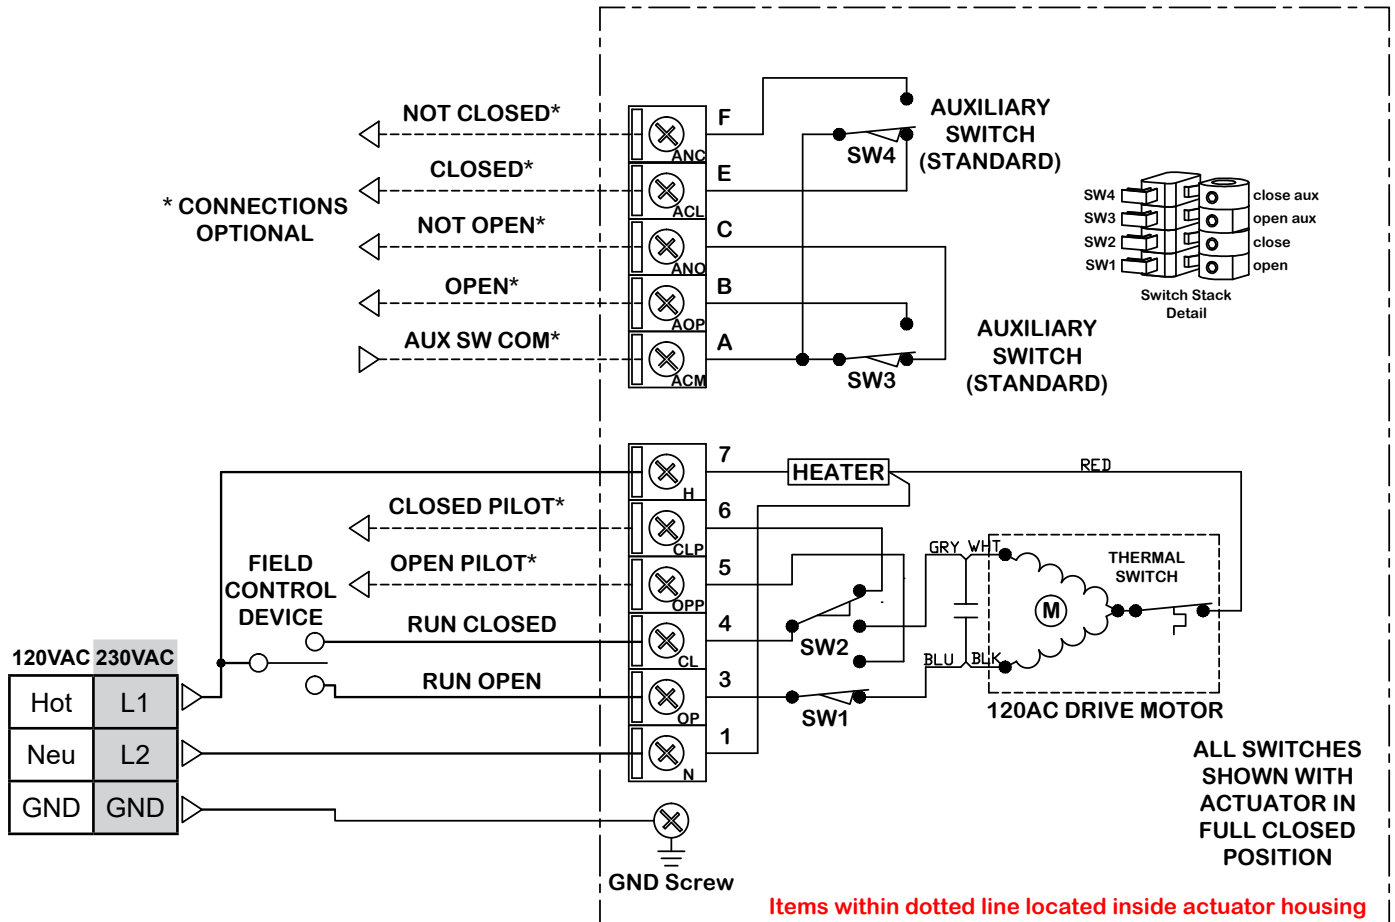 NOT CLOSED*
CLOSED*
NOT OPEN*
OPEN*
AUX SW COM*
* CONNECTIONS
OPTIONAL
F
ANC
E
ACL
C
ANO
B
AOP
A
ACM
SW4
AUXILIARY
SWITCH
(STANDARD)
SW3
AUXILIARY
SWITCH
(STANDARD)
SW4
SW3
SW2
SW1
close aux
open aux
close
open
Switch Stack
Detail
7
H
6
CLP
5
OPP
4
CL
3
OP
1
N
CLOSED PILOT*
OPEN PILOT*
FIELD
CONTROL
DEVICE
RUN CLOSED
RUN OPEN
HEATER
RED
GRY WHT
BLU BLK
SW2
SW1
THERMAL
SWITCH
M
120AC DRIVE MOTOR
120VAC 230VAC
Hot L1
Neu L2
GND GND
GND Screw
ALL SWITCHES
SHOWN WITH
ACTUATOR IN
FULL CLOSED
POSITION
Items within dotted line located inside actuator housing